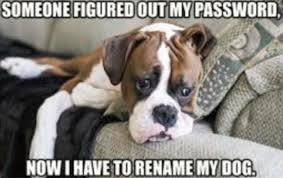 SOMEONE FIGURED OUT MY PASSWORD,
NOW I HAVE TO RENAME MY DOG.